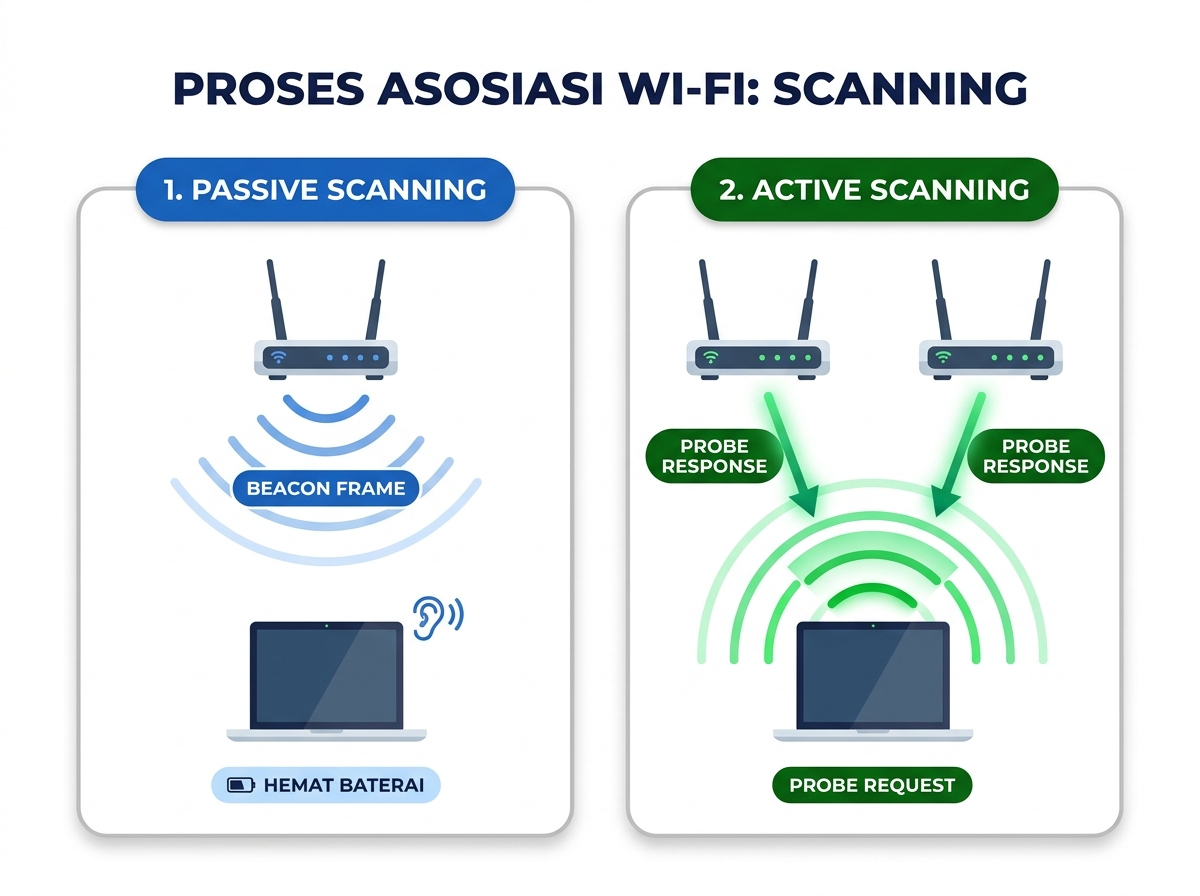 PROSES ASOSIASI WI-FI: SCANNING
1. PASSIVE SCANNING
BEACON FRAME
HEMAT BATERAI
2. ACTIVE SCANNING
PROBE
RESPONSE
PROBE
RESPONSE
PROBE REQUEST